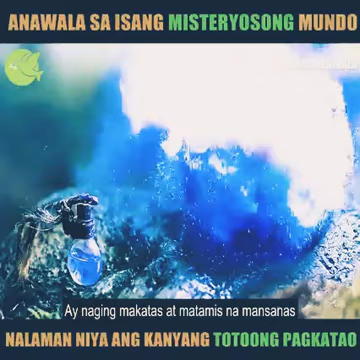 ANAWALA SA ISANG MISTERYOSONG MUNDO
Ay naging makatas at matamis na mansanas
NALAMAN NIYA ANG KANYANG TOTOONG PAGKATAO